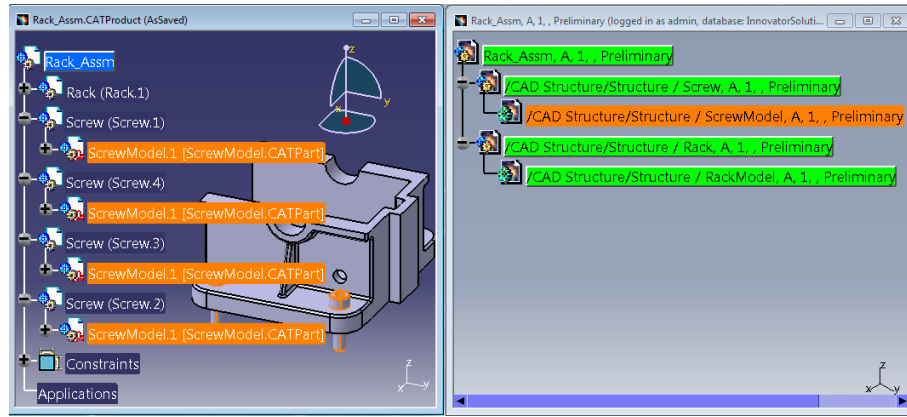 Rack_Assm.CATProduct (AsSaved)
Rack_Assm
Rack (Rack.1)
Screw (Screw.1)
ScrewModel.1 [ScrewModel.CATPart]
Screw (Screw.4)
ScrewModel.1 [ScrewModel.CATPart]
Screw (Screw.3)
ScrewModel.1 [ScrewModel.CATPart]
Screw (Screw.2)
ScrewModel.1 [ScrewModel.CATPart]
Constraints
Applications
z
x
y
z
x
y
Rack_Assm, A, 1, , Preliminary (logged in as admin, database: InnovatorSoluti...
Rack_Assm, A, 1, , Preliminary
/CAD Structure/Structure / Screw, A, 1, , Preliminary
/CAD Structure/Structure / ScrewModel, A, 1, , Preliminary
/CAD Structure/Structure / Rack, A, 1, , Preliminary
/CAD Structure/Structure / RackModel, A, 1, , Preliminary
z
x
y